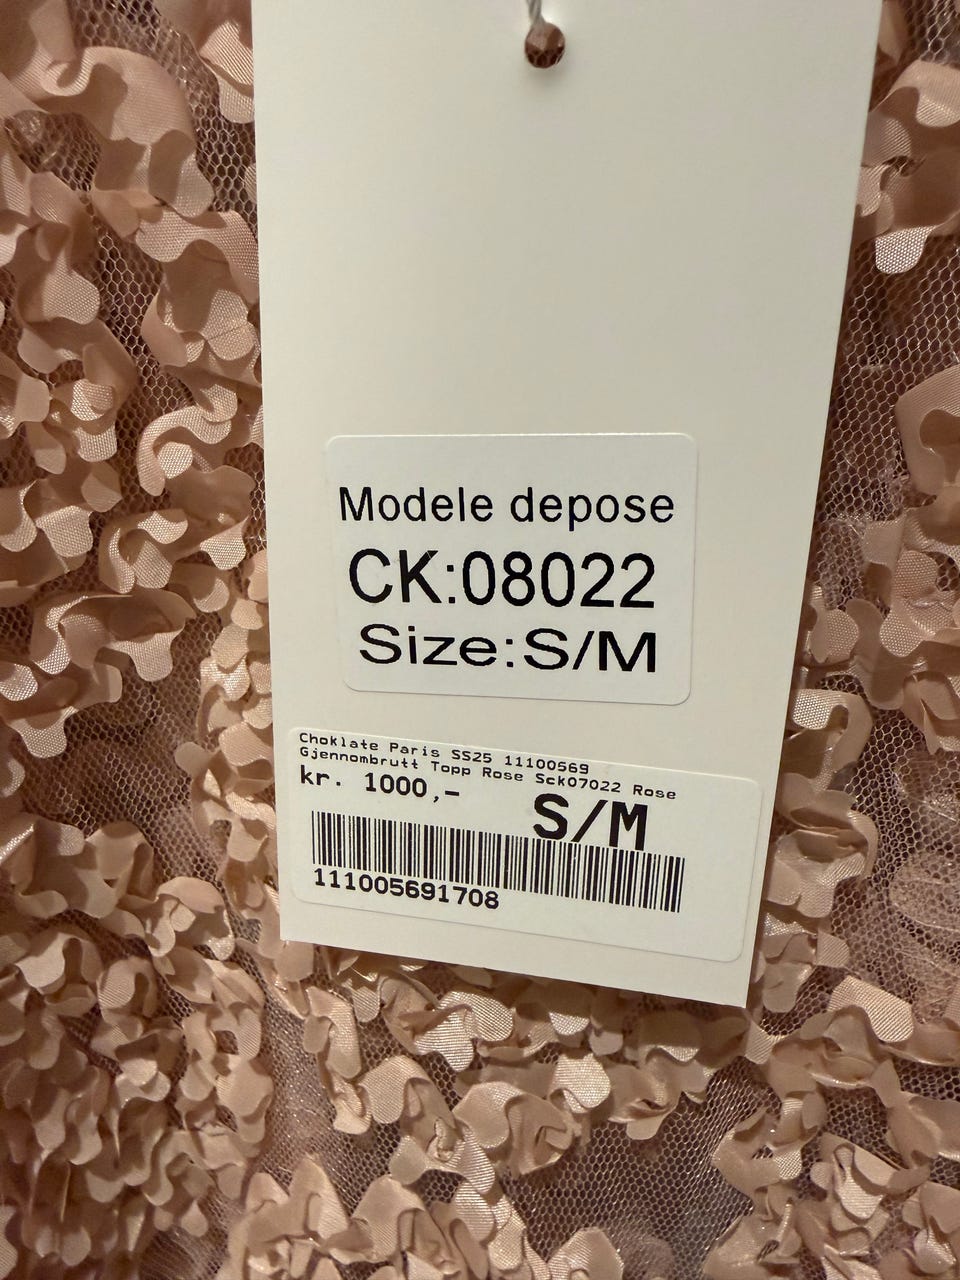 Modele depose
CK:08022
Size:S/M
Choklate Paris SS25 11100569
Gjennombrutt Topp Rose Sck07022 Rose
kr. 1000,-
S/M
111005691708